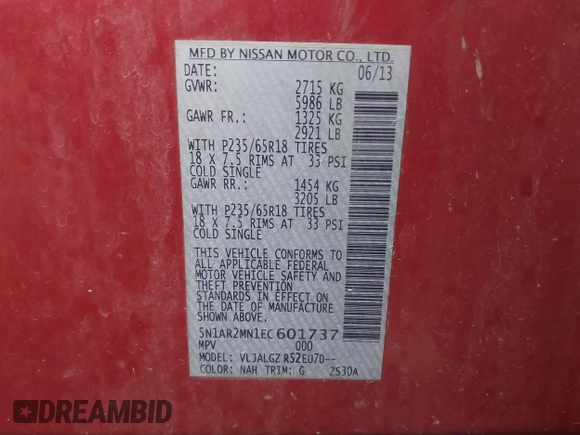 MFD BY NISSAN MOTOR CO., LTD.
DATE: 06/13
GVWR: 2715 KG
5986 LB
GAWR FR.: 1325 KG
2921 LB
WITH P235/65R18 TIRES
18 X 7.5 RIMS AT 33 PSI
COLD SINGLE
GAWR RR.: 1454 KG
3205 LB
WITH P235/65R18 TIRES
18 X 7.5 RIMS AT 33 PSI
COLD SINGLE
THIS VEHICLE CONFORMS TO
ALL APPLICABLE FEDERAL
MOTOR VEHICLE SAFETY AND
THEFT PREVENTION
STANDARDS IN EFFECT ON
THE DATE OF MANUFACTURE
SHOWN ABOVE.
5N1AR2MN1EC601737
MPV 000
MODEL: VLJALGZ R52EU7D--
COLOR: NAH TRIM: G ZS30A
DREAMBID